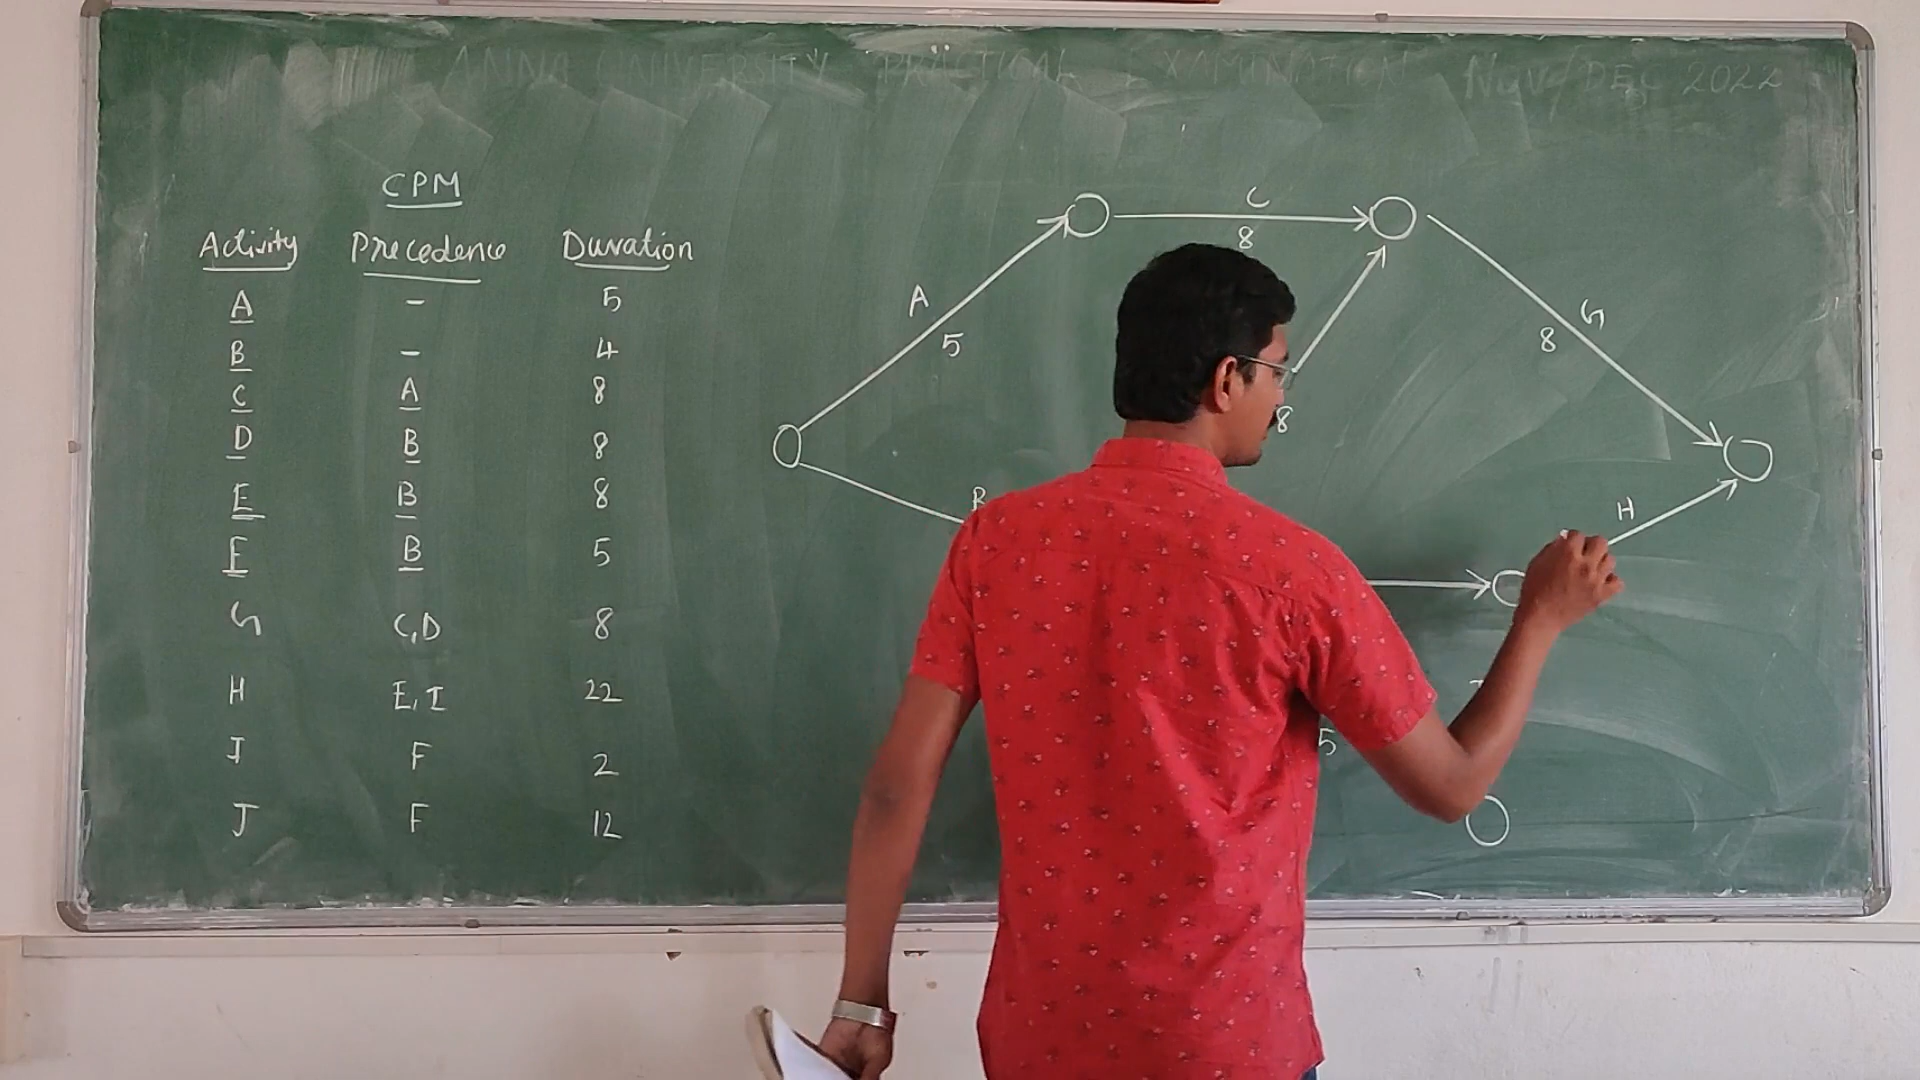 ANNA UNIVERSITY PRACTICAL EXAMINATION Nov/DEC 2022
CPM
Activity Precedence Duration
A - 5
B - 4
C A 8
D B 8
E B 8
F B 5
G C,D 8
H E,I 22
I F 2
J F 12
C
8
A
5
G
8
8
B
H
5